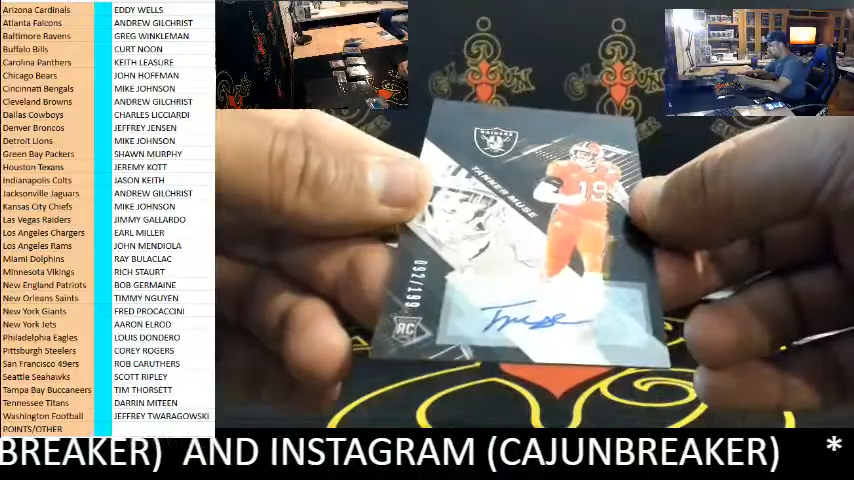 Arizona Cardinals EDDY WELLS
Atlanta Falcons ANDREW GILCHRIST
Baltimore Ravens GREG WINKLEMAN
Buffalo Bills CURT NOON
Carolina Panthers KEITH LEASURE
Chicago Bears JOHN HOFFMAN
Cincinnati Bengals MIKE JOHNSON
Cleveland Browns ANDREW GILCHRIST
Dallas Cowboys CHARLES LICCIARDI
Denver Broncos JEFFREY JENSEN
Detroit Lions MIKE JOHNSON
Green Bay Packers SHAWN MURPHY
Houston Texans JEREMY KOTT
Indianapolis Colts JASON KEITH
Jacksonville Jaguars ANDREW GILCHRIST
Kansas City Chiefs MIKE JOHNSON
Las Vegas Raiders JIMMY GALLARDO
Los Angeles Chargers EARL MILLER
Los Angeles Rams JOHN MENDIOLA
Miami Dolphins RAY BULACLAC
Minnesota Vikings RICH STAURT
New England Patriots BOB GERMAINE
New Orleans Saints TIMMY NGUYEN
New York Giants FRED PROCACCINI
New York Jets AARON ELROD
Philadelphia Eagles LOUIS DONDERO
Pittsburgh Steelers COREY ROGERS
San Francisco 49ers ROB CARUTHERS
Seattle Seahawks SCOTT RIPLEY
Tampa Bay Buccaneers TIM THORSETT
Tennessee Titans DARRIN MITEEN
Washington Football JEFFREY TWARAGOWSKI
POINTS/OTHER
RAIDERS
TANNER MUSE
19
092/199
RC
BREAKER) AND INSTAGRAM (CAJUNBREAKER) *